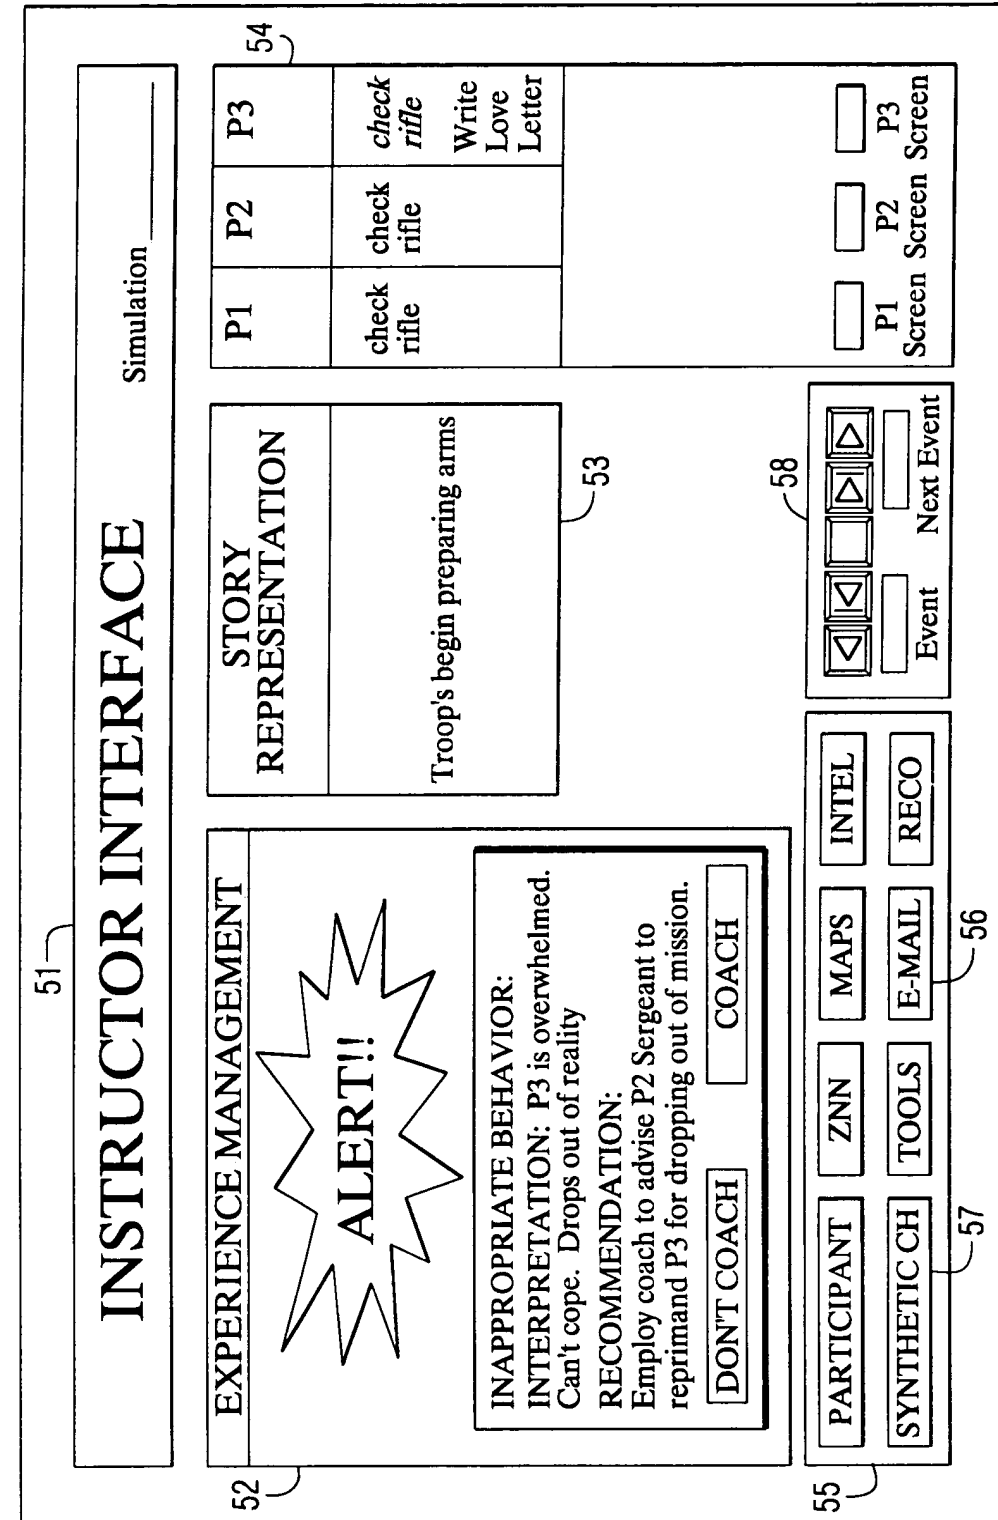 51
INSTRUCTOR INTERFACE
Simulation
52
EXPERIENCE MANAGEMENT
ALERT!!
INAPPROPRIATE BEHAVIOR:
INTERPRETATION: P3 is overwhelmed.
Can't cope. Drops out of reality
RECOMMENDATION:
Employ coach to advise P2 Sergeant to
reprimand P3 for dropping out of mission.
DON'T COACH
COACH
STORY
REPRESENTATION
Troop's begin preparing arms
53
54
P1
P2
P3
check
rifle
check
rifle
check
rifle
Write
Love
Letter
P1
Screen
P2
Screen
P3
Screen
55
PARTICIPANT
ZNN
MAPS
INTEL
SYNTHETIC CH
TOOLS
E-MAIL
RECO
57
56
58
Event
Next Event